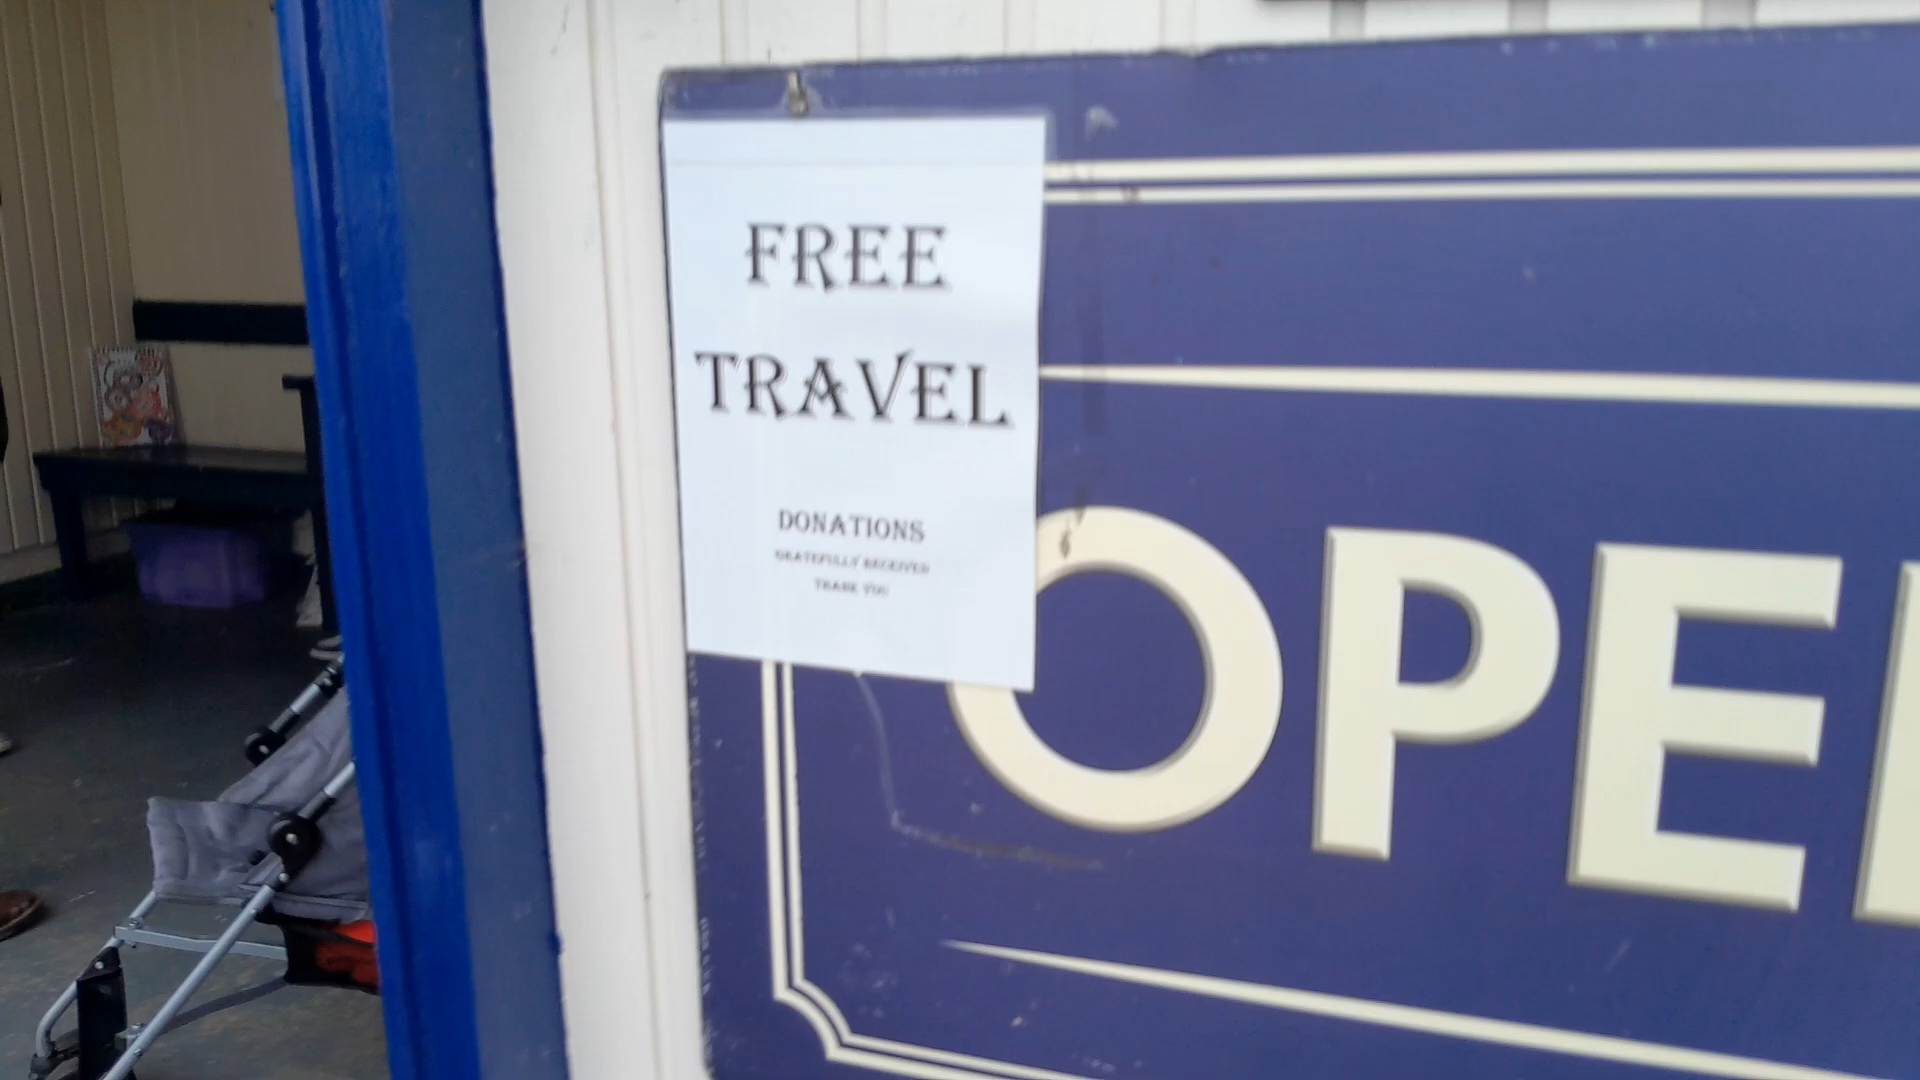 FREE
TRAVEL
DONATIONS
GRATEFULLY RECEIVED
THANK YOU
OPE